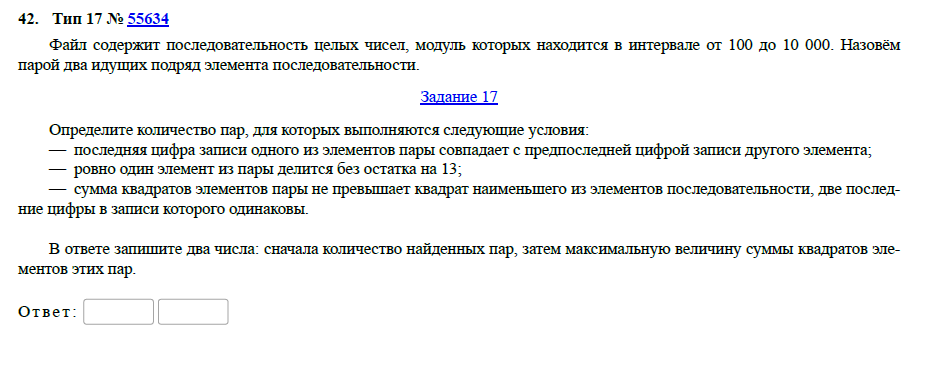 42. Тип 17 № 55634
Файл содержит последовательность целых чисел, модуль которых находится в интервале от 100 до 10 000. Назовём
парой два идущих подряд элемента последовательности.
Задание 17
Определите количество пар, для которых выполняются следующие условия:
— последняя цифра записи одного из элементов пары совпадает с предпоследней цифрой записи другого элемента;
— ровно один элемент из пары делится без остатка на 13;
— сумма квадратов элементов пары не превышает квадрат наименьшего из элементов последовательности, две послед-
ние цифры в записи которого одинаковы.
В ответе запишите два числа: сначала количество найденных пар, затем максимальную величину суммы квадратов эле-
ментов этих пар.
Ответ: